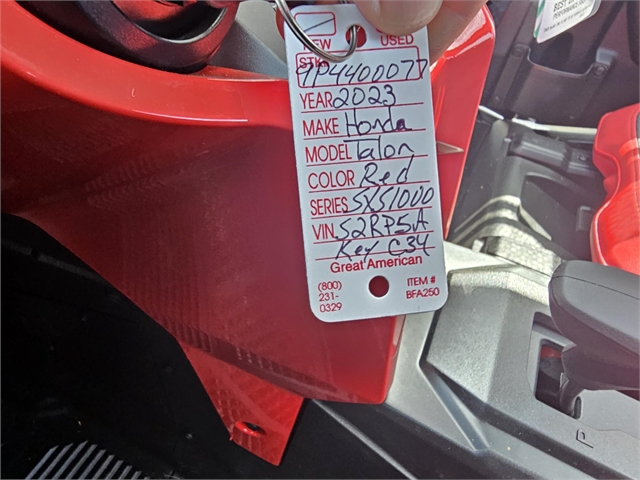 NEW USED
STK#
9P4400077
YEAR 2023
MAKE Honda
MODEL Talon
COLOR Red
SERIES SXS1000
VIN S2RP5A
Key C34
Great American
(800)
231-
0329
ITEM #
BFA250
P